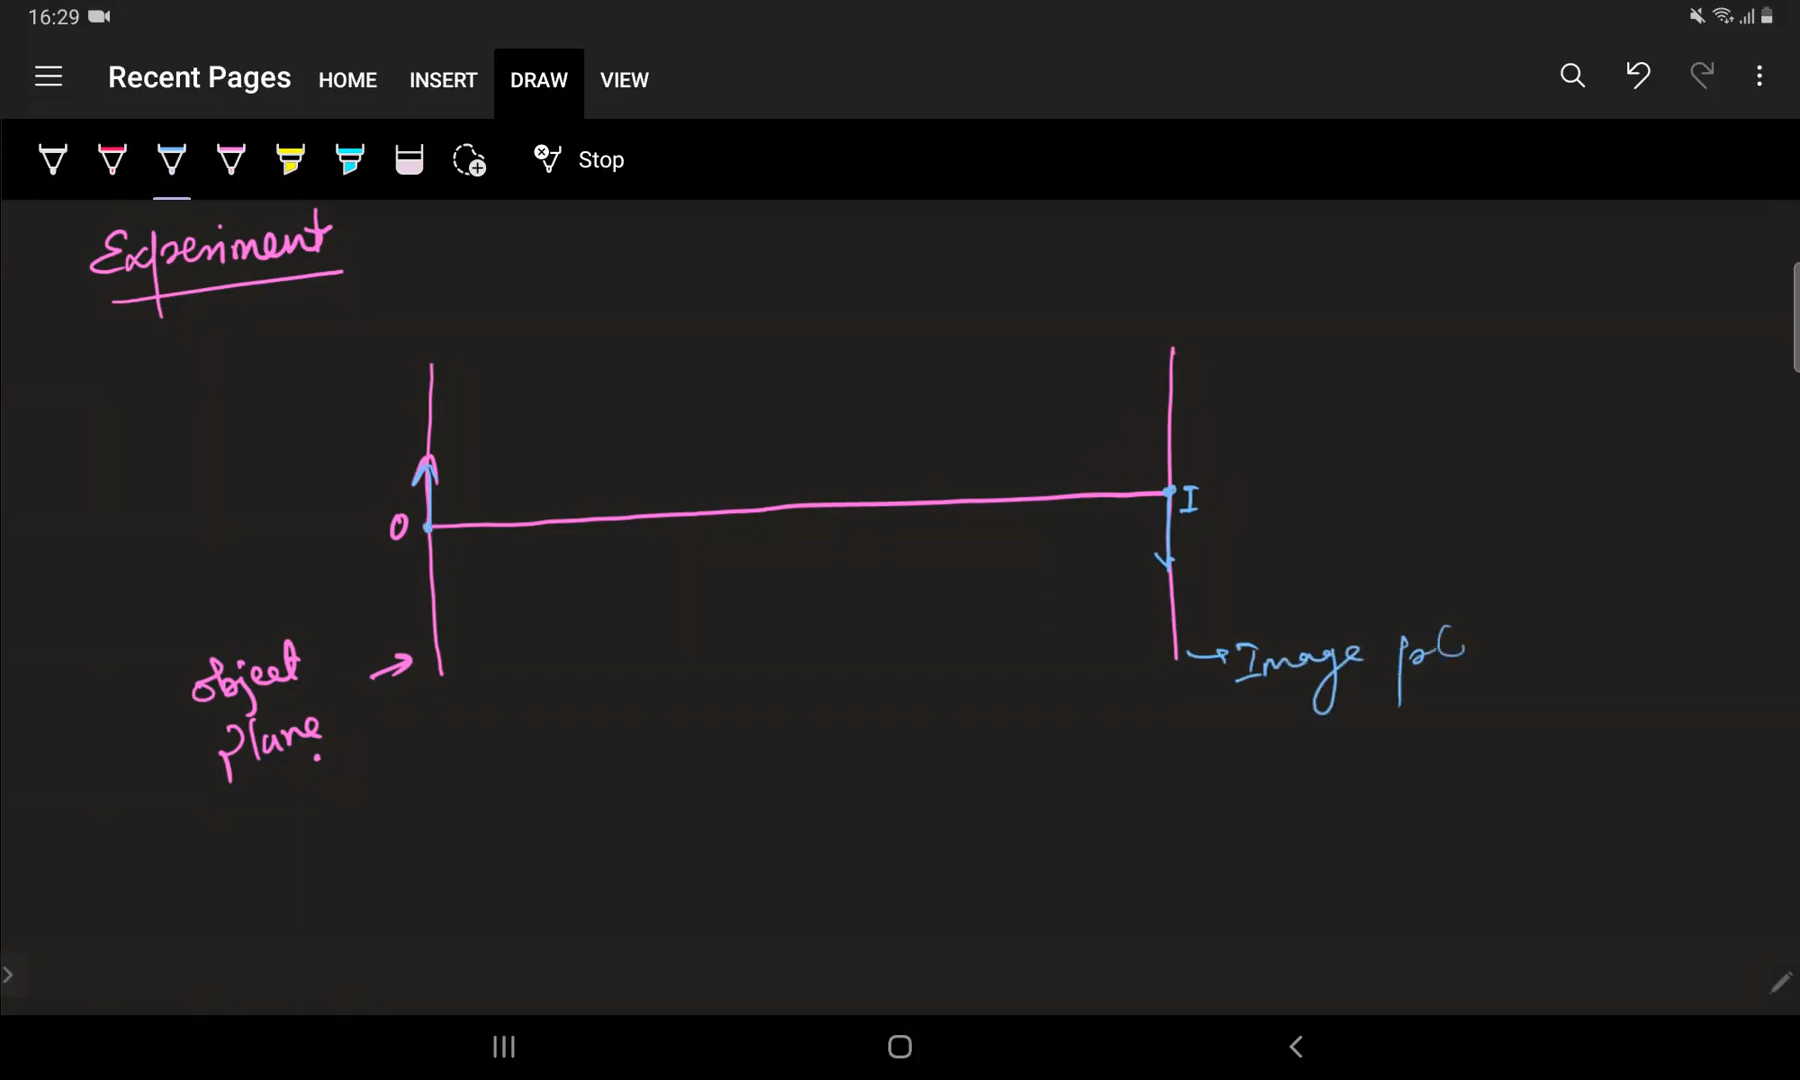 16:29
Recent Pages HOME INSERT DRAW VIEW
Stop
Experiment
O
I
Object
Plane
Image